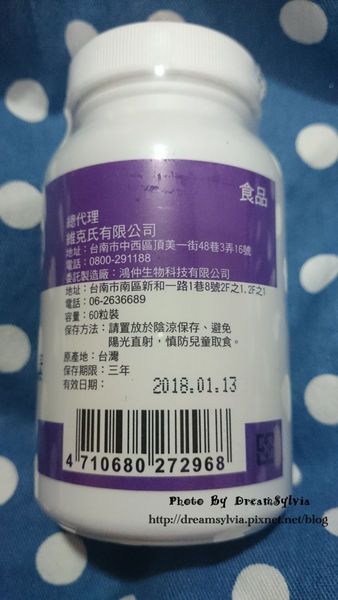 食品
總代理
維克氏有限公司
地址：台南市中西區頂美一街48巷3弄16號
電話：0800-291188
委託製造廠：鴻仲生物科技有限公司
地址：台南市南區新和一路1巷8號2F之1.2F之1
電話：06-2636689
容量：60粒裝
保存方法：請置放於陰涼保存、避免
陽光直射，慎防兒童取食。
原產地：台灣
保存期限：三年
有效日期：2018.01.13
4 710680 272968
Photo By DreamSylvia
http://dreamsylvia.pixnet.net/blog